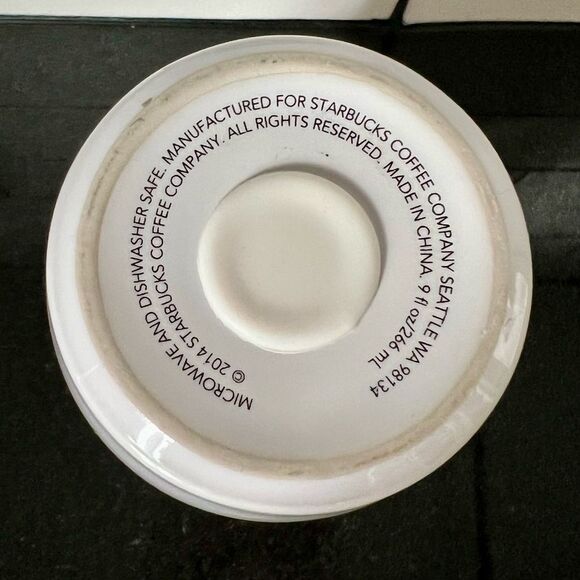 MICROWAVE AND DISHWASHER SAFE. MANUFACTURED FOR STARBUCKS COFFEE COMPANY SEATTLE WA 98134
© 2014 STARBUCKS COFFEE COMPANY. ALL RIGHTS RESERVED. MADE IN CHINA. 9 fl oz/266 mL